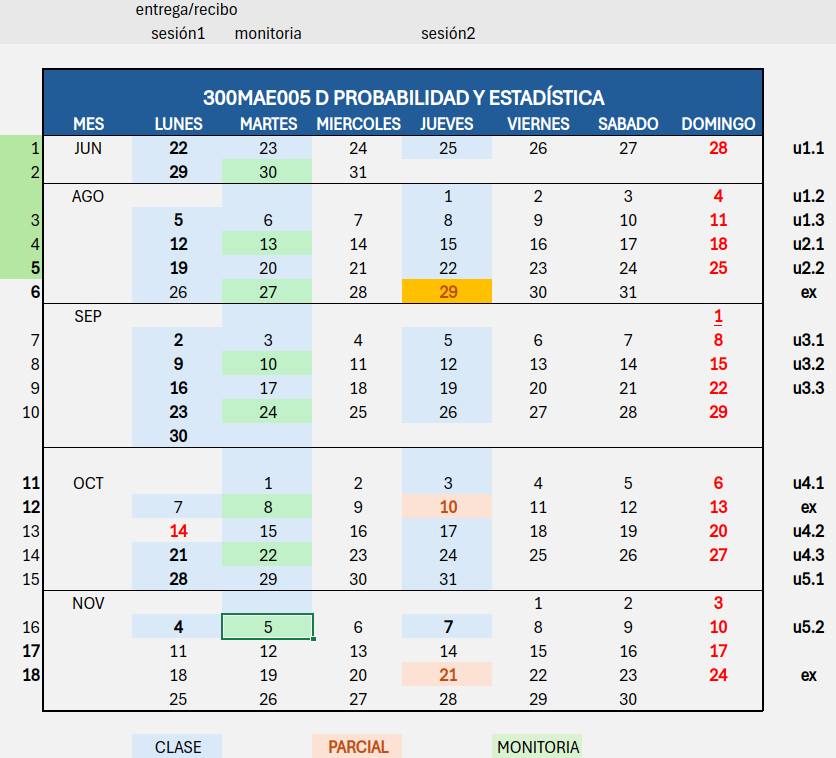 entrega/recibo
sesión1 monitoria sesión2
300MAE005 D PROBABILIDAD Y ESTADÍSTICA
MES LUNES MARTES MIERCOLES JUEVES VIERNES SABADO DOMINGO
1 JUN 22 23 24 25 26 27 28 u1.1
2 29 30 31
AGO 1 2 3 4 u1.2
3 5 6 7 8 9 10 11 u1.3
4 12 13 14 15 16 17 18 u2.1
5 19 20 21 22 23 24 25 u2.2
6 26 27 28 29 30 31 ex
SEP 1
7 2 3 4 5 6 7 8 u3.1
8 9 10 11 12 13 14 15 u3.2
9 16 17 18 19 20 21 22 u3.3
10 23 24 25 26 27 28 29
30
11 OCT 1 2 3 4 5 6 u4.1
12 7 8 9 10 11 12 13 ex
13 14 15 16 17 18 19 20 u4.2
14 21 22 23 24 25 26 27 u4.3
15 28 29 30 31 u5.1
NOV 1 2 3
16 4 5 6 7 8 9 10 u5.2
17 11 12 13 14 15 16 17
18 18 19 20 21 22 23 24 ex
25 26 27 28 29 30
CLASE PARCIAL MONITORIA